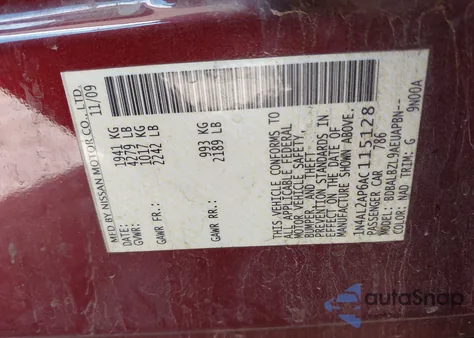 MFD BY NISSAN MOTOR CO., LTD.
11/09
GVWR: 1941 KG
4279 LB
GAWR FR: 1017 KG
2242 LB
GAWR RR: 993 KG
2189 LB
THIS VEHICLE CONFORMS TO
ALL APPLICABLE FEDERAL
MOTOR VEHICLE SAFETY,
BUMPER AND THEFT
PREVENTION STANDARDS IN
EFFECT ON THE DATE OF
MANUFACTURE SHOWN ABOVE.
1N4AL2AP6AC115128
PASSENGER CAR 786
MODEL: BDBALBZL9AEUAPBN--
COLOR: NAD TRIM: G 9N00A
autoSnap